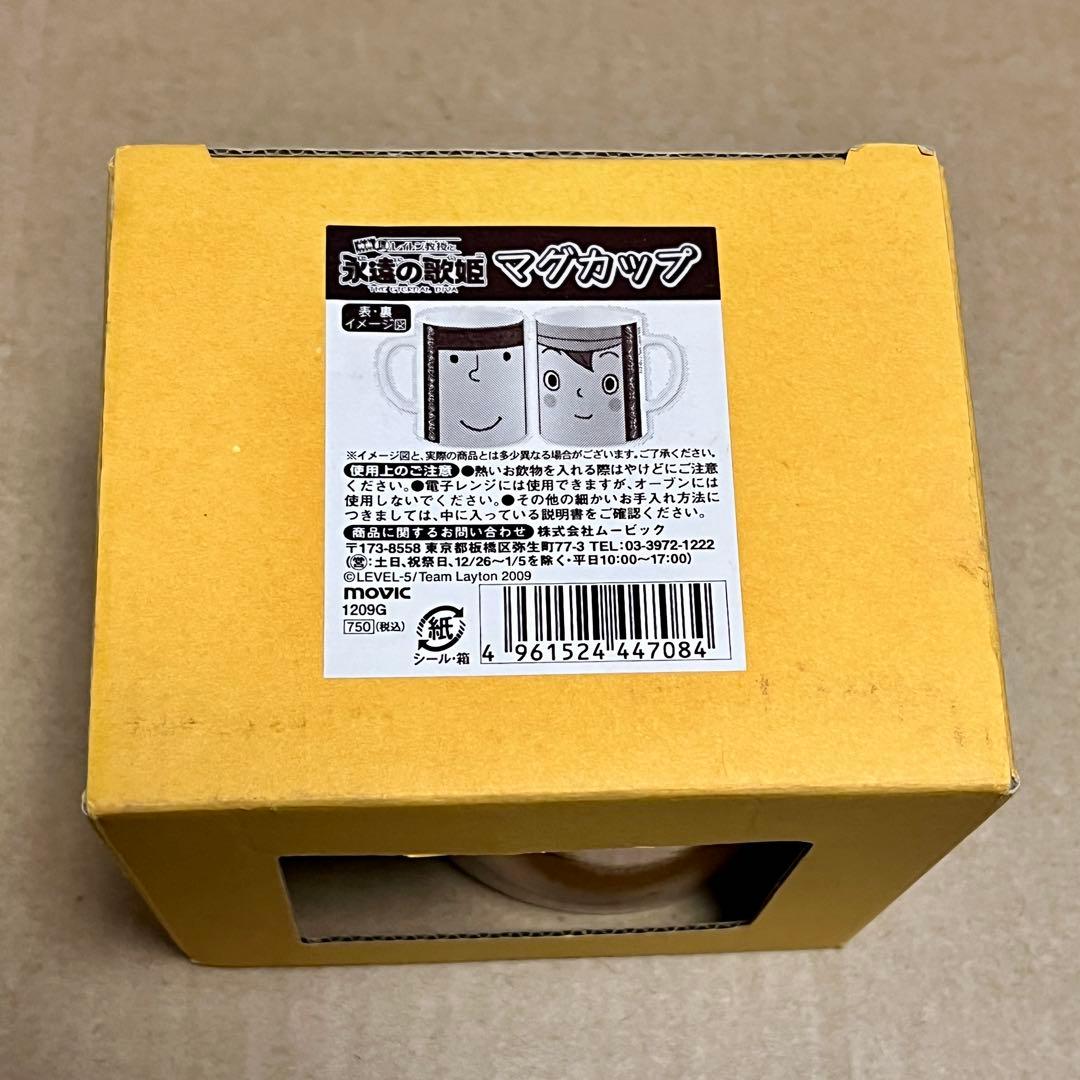 レイトン教授と
永遠の歌姫 マグカップ
THE ETERNAL DIVA
表・裏
イメージ図
※イメージ図と、実際の商品とは多少異なる場合がございます。ご了承ください。
使用上のご注意 ●熱いお飲物を入れる際はやけどにご注意
ください。●電子レンジには使用できますが、オーブンには
使用しないでください。●その他の細かいお手入れ方法に
つきましては、中に入っている説明書をご確認ください。
商品に関するお問い合わせ 株式会社ムービック
〒173-8558 東京都板橋区弥生町77-3 TEL:03-3972-1222
(営:土日、祝祭日、12/26〜1/5を除く・平日10:00〜17:00)
©LEVEL-5/Team Layton 2009
movic
1209G
750(税込)
紙
シール・箱
4 961524 447084